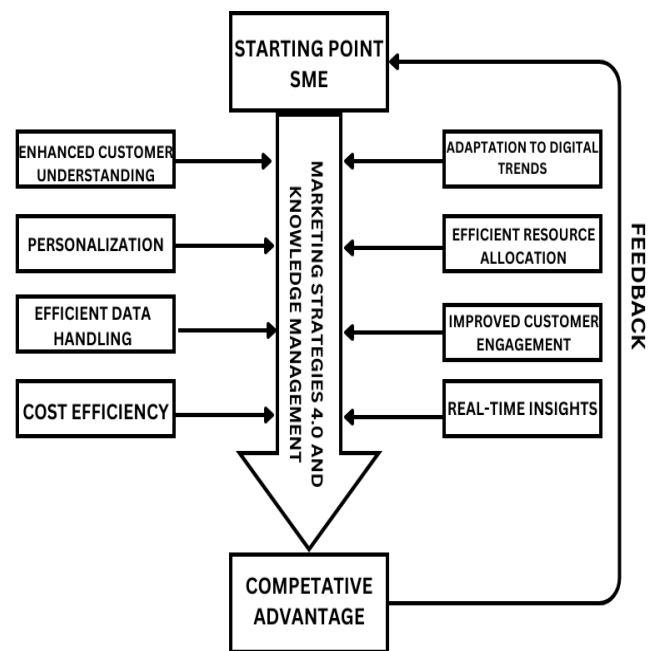 STARTING POINT
SME
ENHANCED CUSTOMER
UNDERSTANDING
PERSONALIZATION
EFFICIENT DATA
HANDLING
COST EFFICIENCY
MARKETING STRATEGIES 4.0 AND
KNOWLEDGE MANAGEMENT
ADAPTATION TO DIGITAL
TRENDS
EFFICIENT RESOURCE
ALLOCATION
IMPROVED CUSTOMER
ENGAGEMENT
REAL-TIME INSIGHTS
FEEDBACK
COMPETATIVE
ADVANTAGE